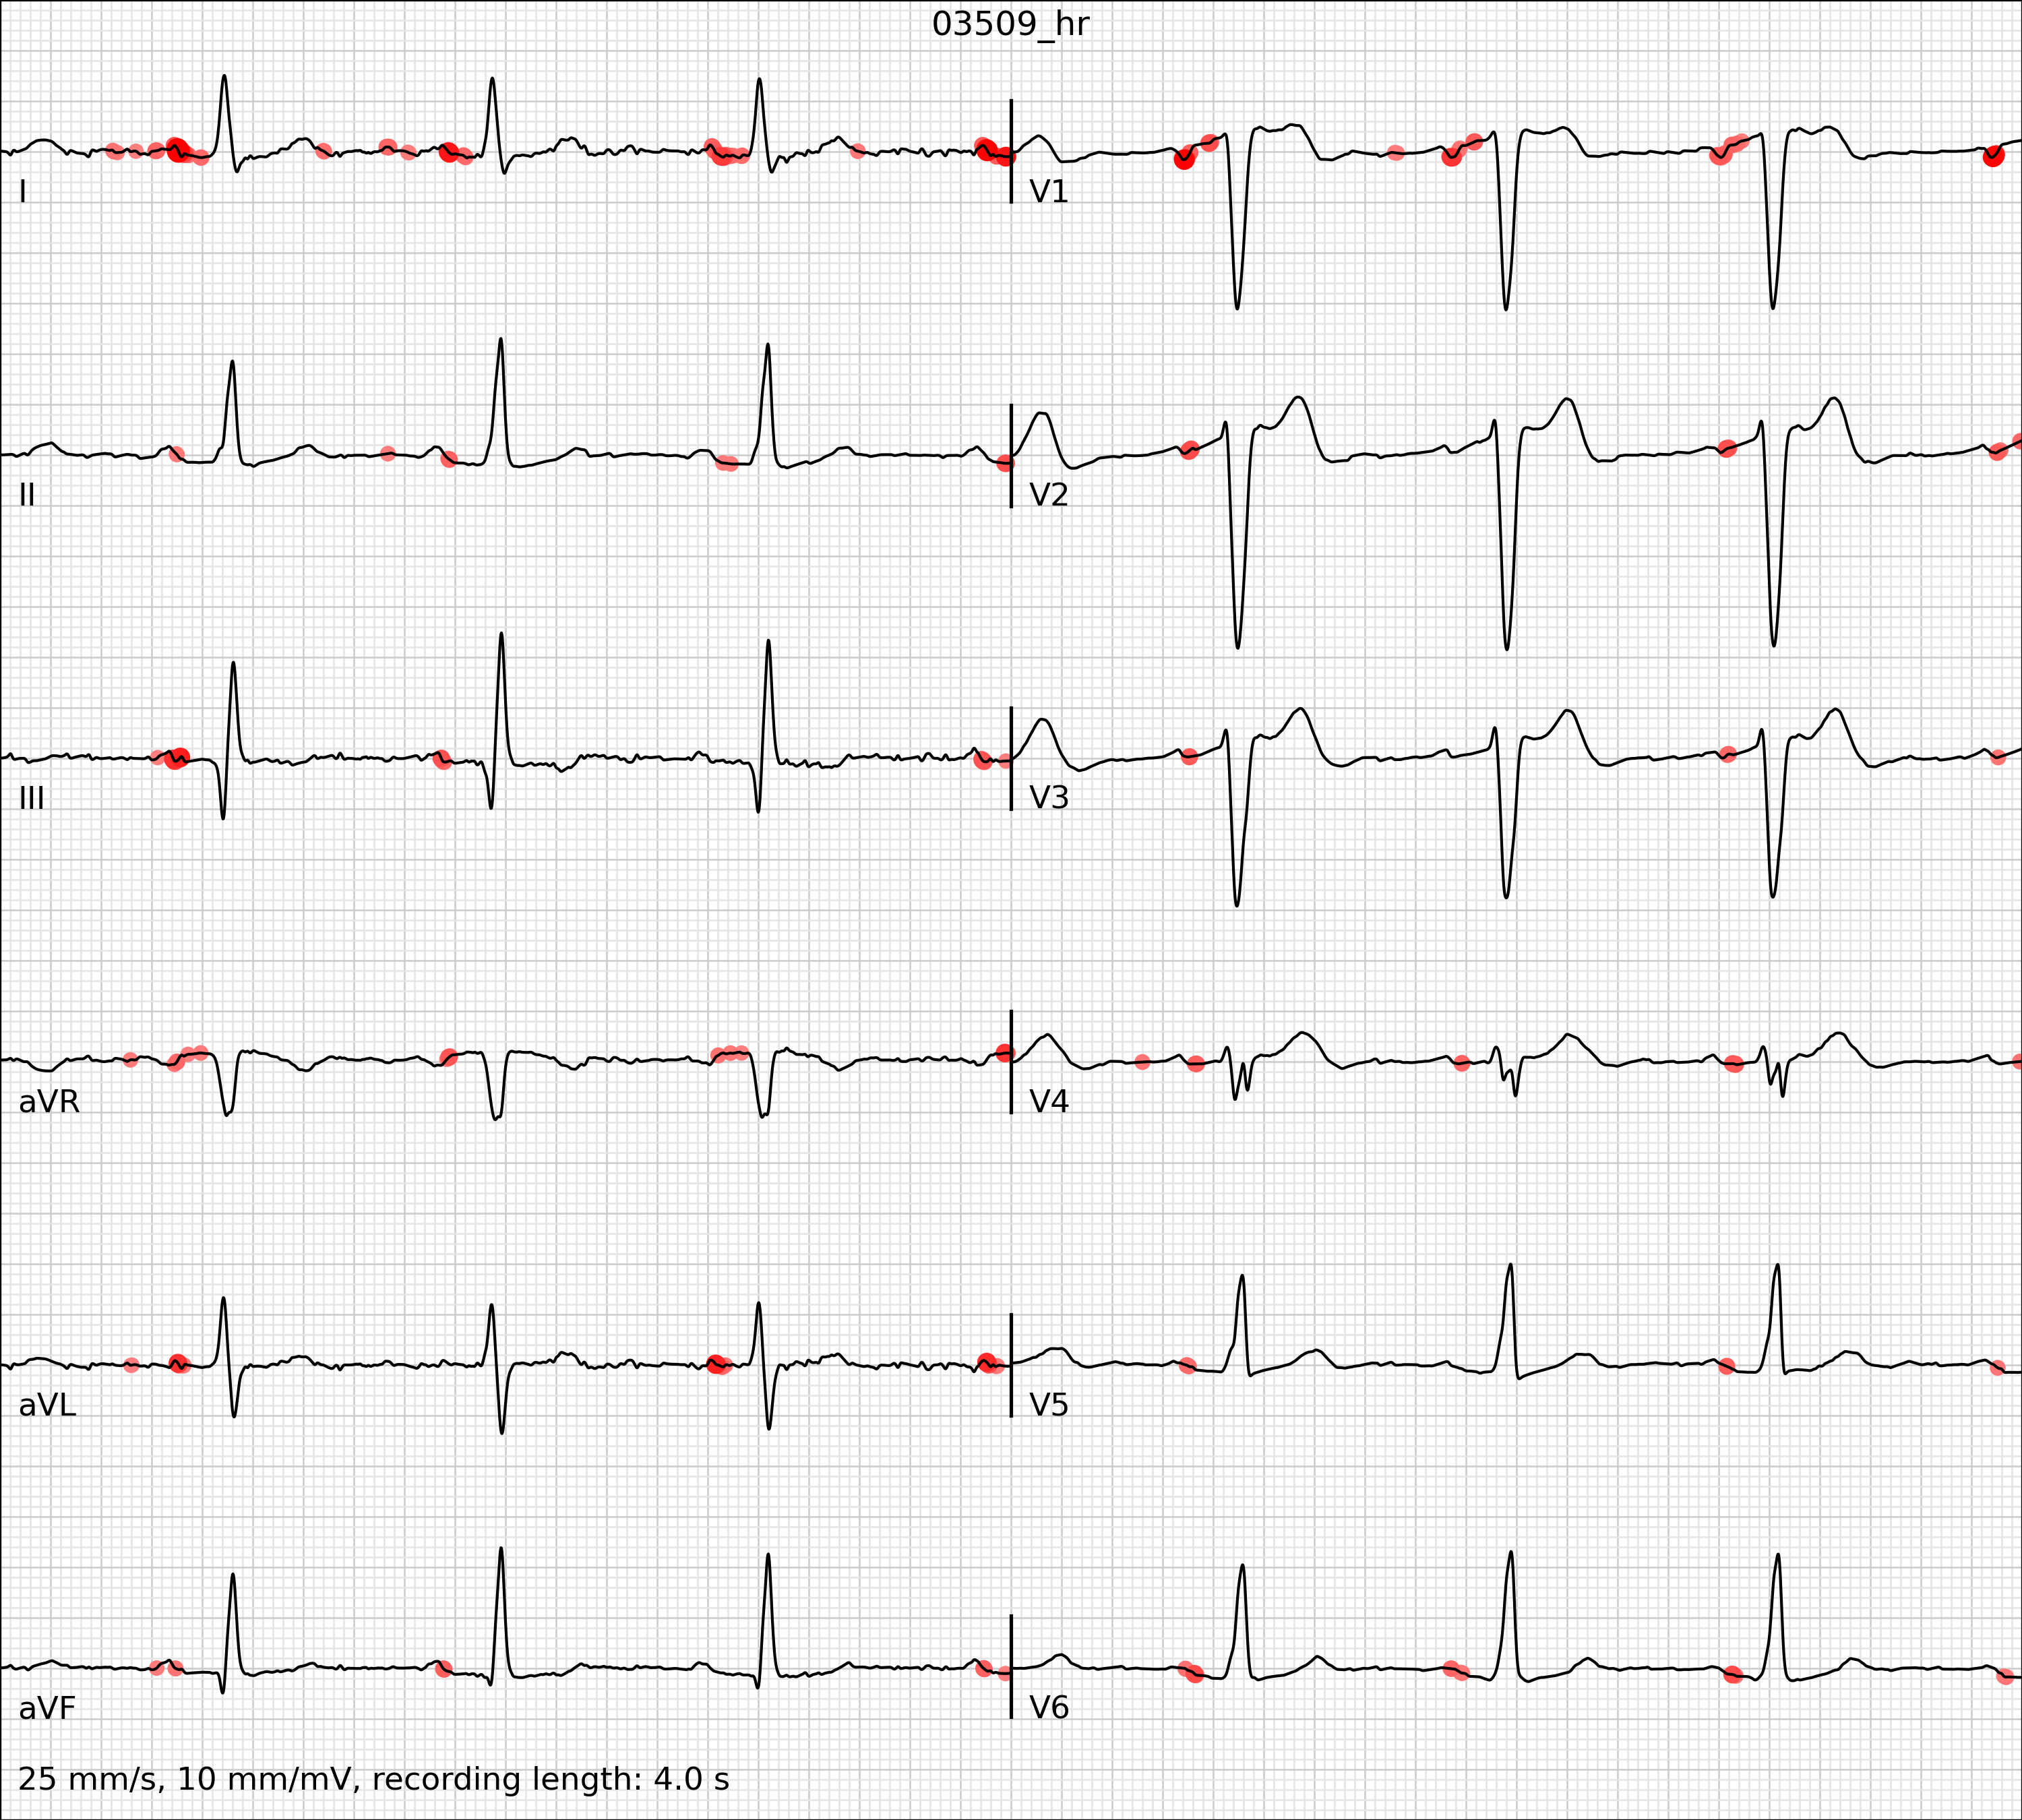 03509_hr
I
V1
II
V2
III
V3
aVR
V4
aVL
V5
aVF
V6
25 mm/s, 10 mm/mV, recording length: 4.0 s